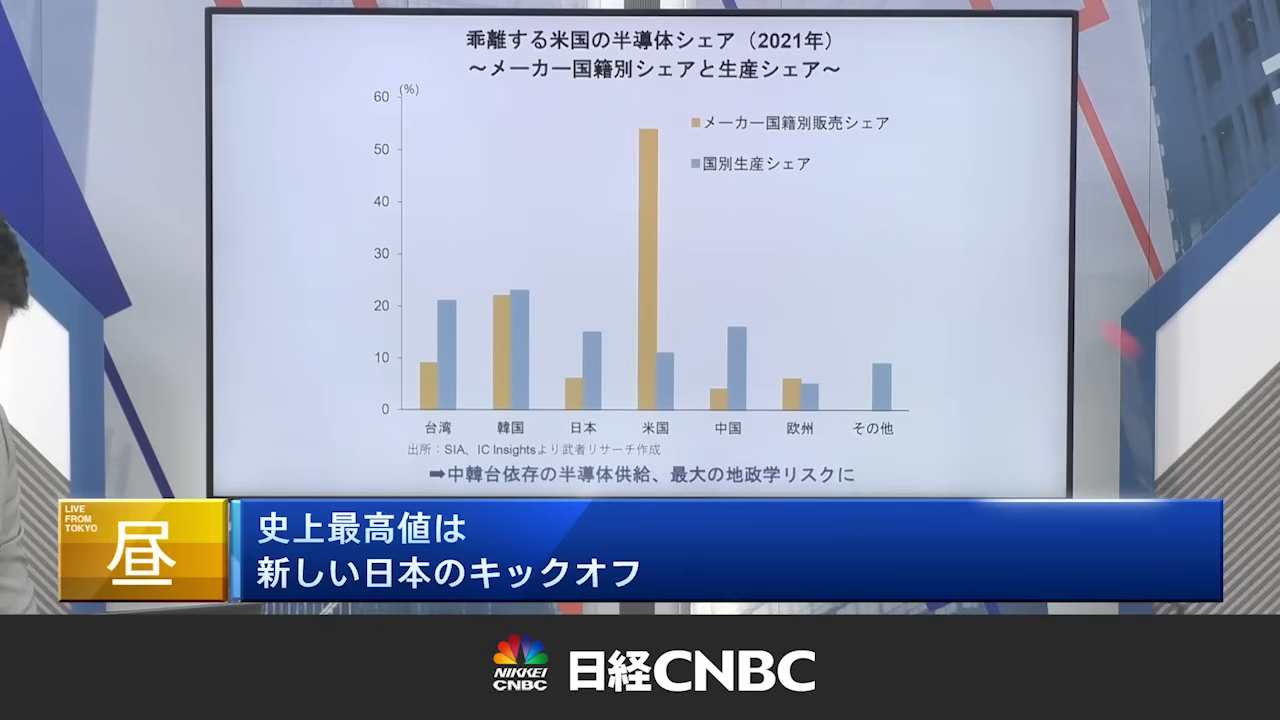 乖離する米国の半導体シェア（2021年）
～メーカー国籍別シェアと生産シェア～
(%)
60
50
40
30
20
10
0
メーカー国籍別販売シェア
国別生産シェア
台湾 韓国 日本 米国 中国 欧州 その他
出所：SIA、IC Insightsより武者リサーチ作成
➡中韓台依存の半導体供給、最大の地政学リスクに
LIVE
FROM
TOKYO
昼
史上最高値は
新しい日本のキックオフ
NIKKEI
CNBC
日経CNBC